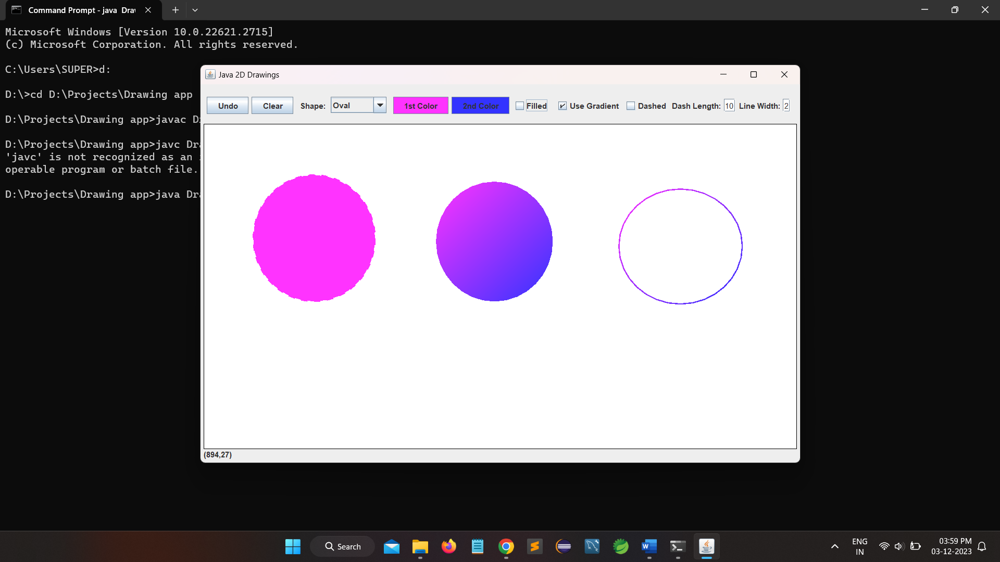 Command Prompt - java Dra
Microsoft Windows [Version 10.0.22621.2715]
(c) Microsoft Corporation. All rights reserved.
C:\Users\SUPER>d:
D:\>cd D:\Projects\Drawing app
D:\Projects\Drawing app>javac D
D:\Projects\Drawing app>javc Dra
'javc' is not recognized as an
operable program or batch file.
D:\Projects\Drawing app>java Dra
Java 2D Drawings
Undo Clear Shape: Oval 1st Color 2nd Color Filled Use Gradient Dashed Dash Length: 10 Line Width: 2
(894,27)
Search
ENG
IN
03:59 PM
03-12-2023